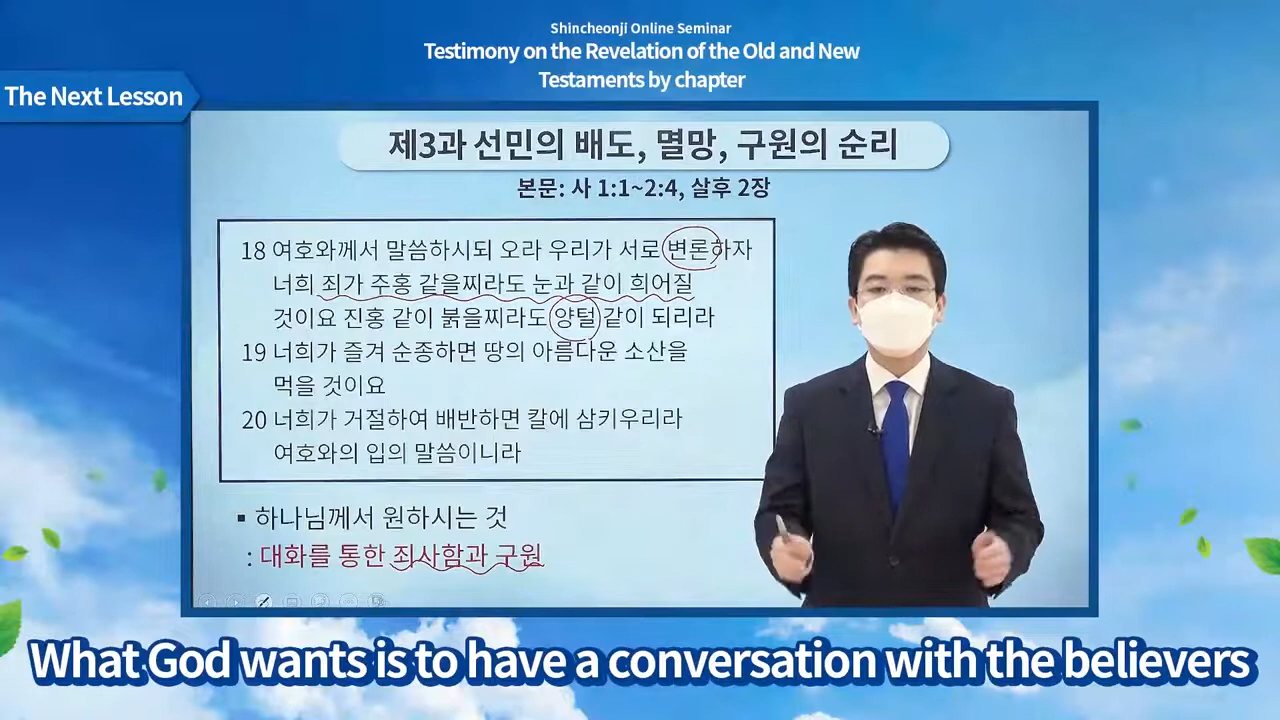 Shincheonji Online Seminar
Testimony on the Revelation of the Old and New
Testaments by chapter
The Next Lesson
제3과 선민의 배도, 멸망, 구원의 순리
본문: 사 1:1~2:4, 살후 2장
18 여호와께서 말씀하시되 오라 우리가 서로 변론하자
너희 죄가 주홍 같을찌라도 눈과 같이 희어질
것이요 진홍 같이 붉을찌라도 양털 같이 되리라
19 너희가 즐겨 순종하면 땅의 아름다운 소산을
먹을 것이요
20 너희가 거절하여 배반하면 칼에 삼키우리라
여호와의 입의 말씀이니라
▪ 하나님께서 원하시는 것
: 대화를 통한 죄사함과 구원
What God wants is to have a conversation with the believers